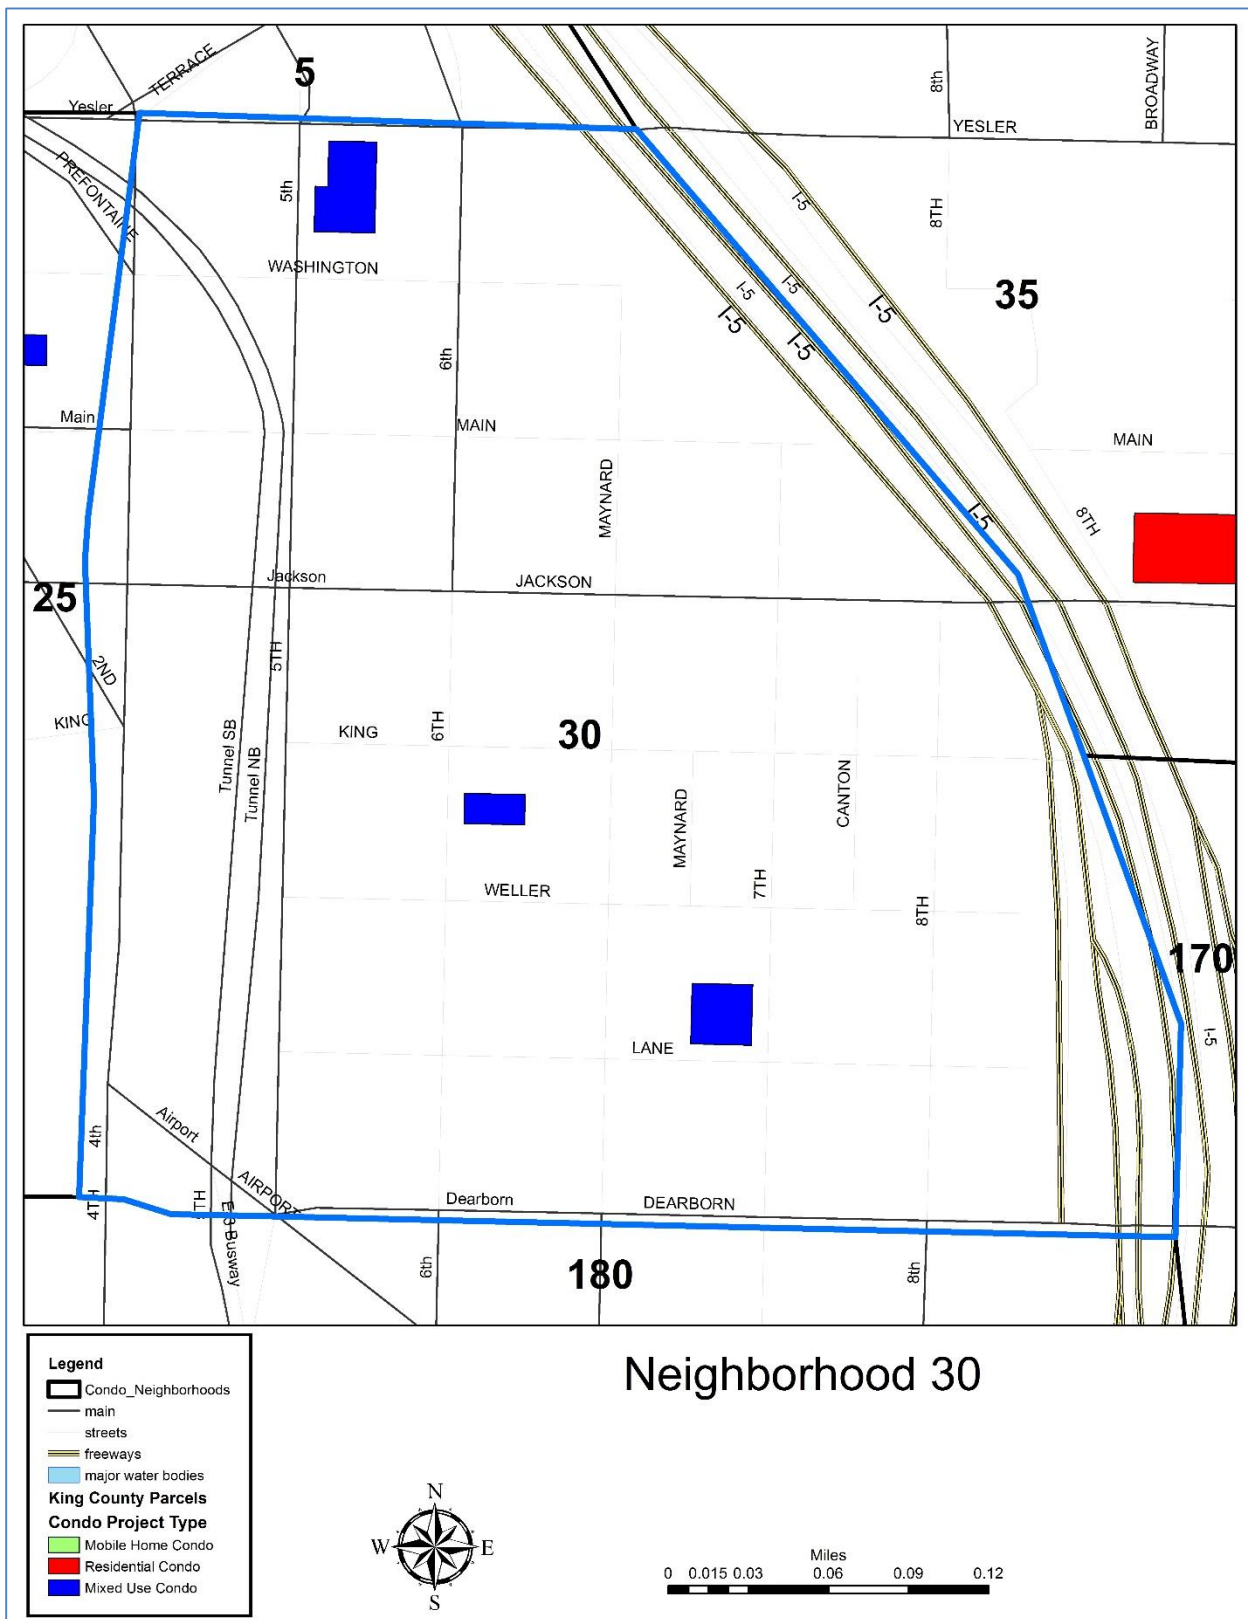 5
TERRACE
Yesler
8th
BROADWAY
YESLER
PREFONTAINE
5th
I-5
8TH
WASHINGTON
I-5
I-5
35
I-5
I-5
I-5
6th
Main
MAIN
MAIN
MAYNARD
I-5
8TH
Jackson
JACKSON
25
2ND
5TH
KING
KING
6TH
30
Tunnel SB
Tunnel NB
MAYNARD
CANTON
WELLER
7TH
8TH
170
LANE
I-5
Airport
4th
AIRPORT
Dearborn
DEARBORN
4TH
E-3 Busway
6th
180
8th
Neighborhood 30
Legend
Condo_Neighborhoods
main
streets
freeways
major water bodies
King County Parcels
Condo Project Type
Mobile Home Condo
Residential Condo
Mixed Use Condo
N
W E
S
Miles
0 0.015 0.03 0.06 0.09 0.12